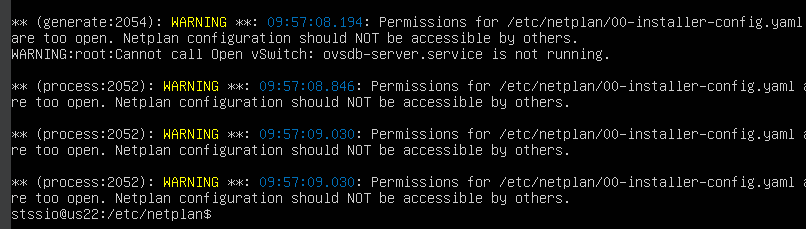 ** (generate:2054): WARNING **: 09:57:08.194: Permissions for /etc/netplan/00-installer-config.yaml
are too open. Netplan configuration should NOT be accessible by others.
WARNING:root:Cannot call Open vSwitch: ovsdb-server.service is not running.
** (process:2052): WARNING **: 09:57:08.846: Permissions for /etc/netplan/00-installer-config.yaml a
re too open. Netplan configuration should NOT be accessible by others.
** (process:2052): WARNING **: 09:57:09.030: Permissions for /etc/netplan/00-installer-config.yaml a
re too open. Netplan configuration should NOT be accessible by others.
** (process:2052): WARNING **: 09:57:09.030: Permissions for /etc/netplan/00-installer-config.yaml a
re too open. Netplan configuration should NOT be accessible by others.
stssio@us22:/etc/netplan$